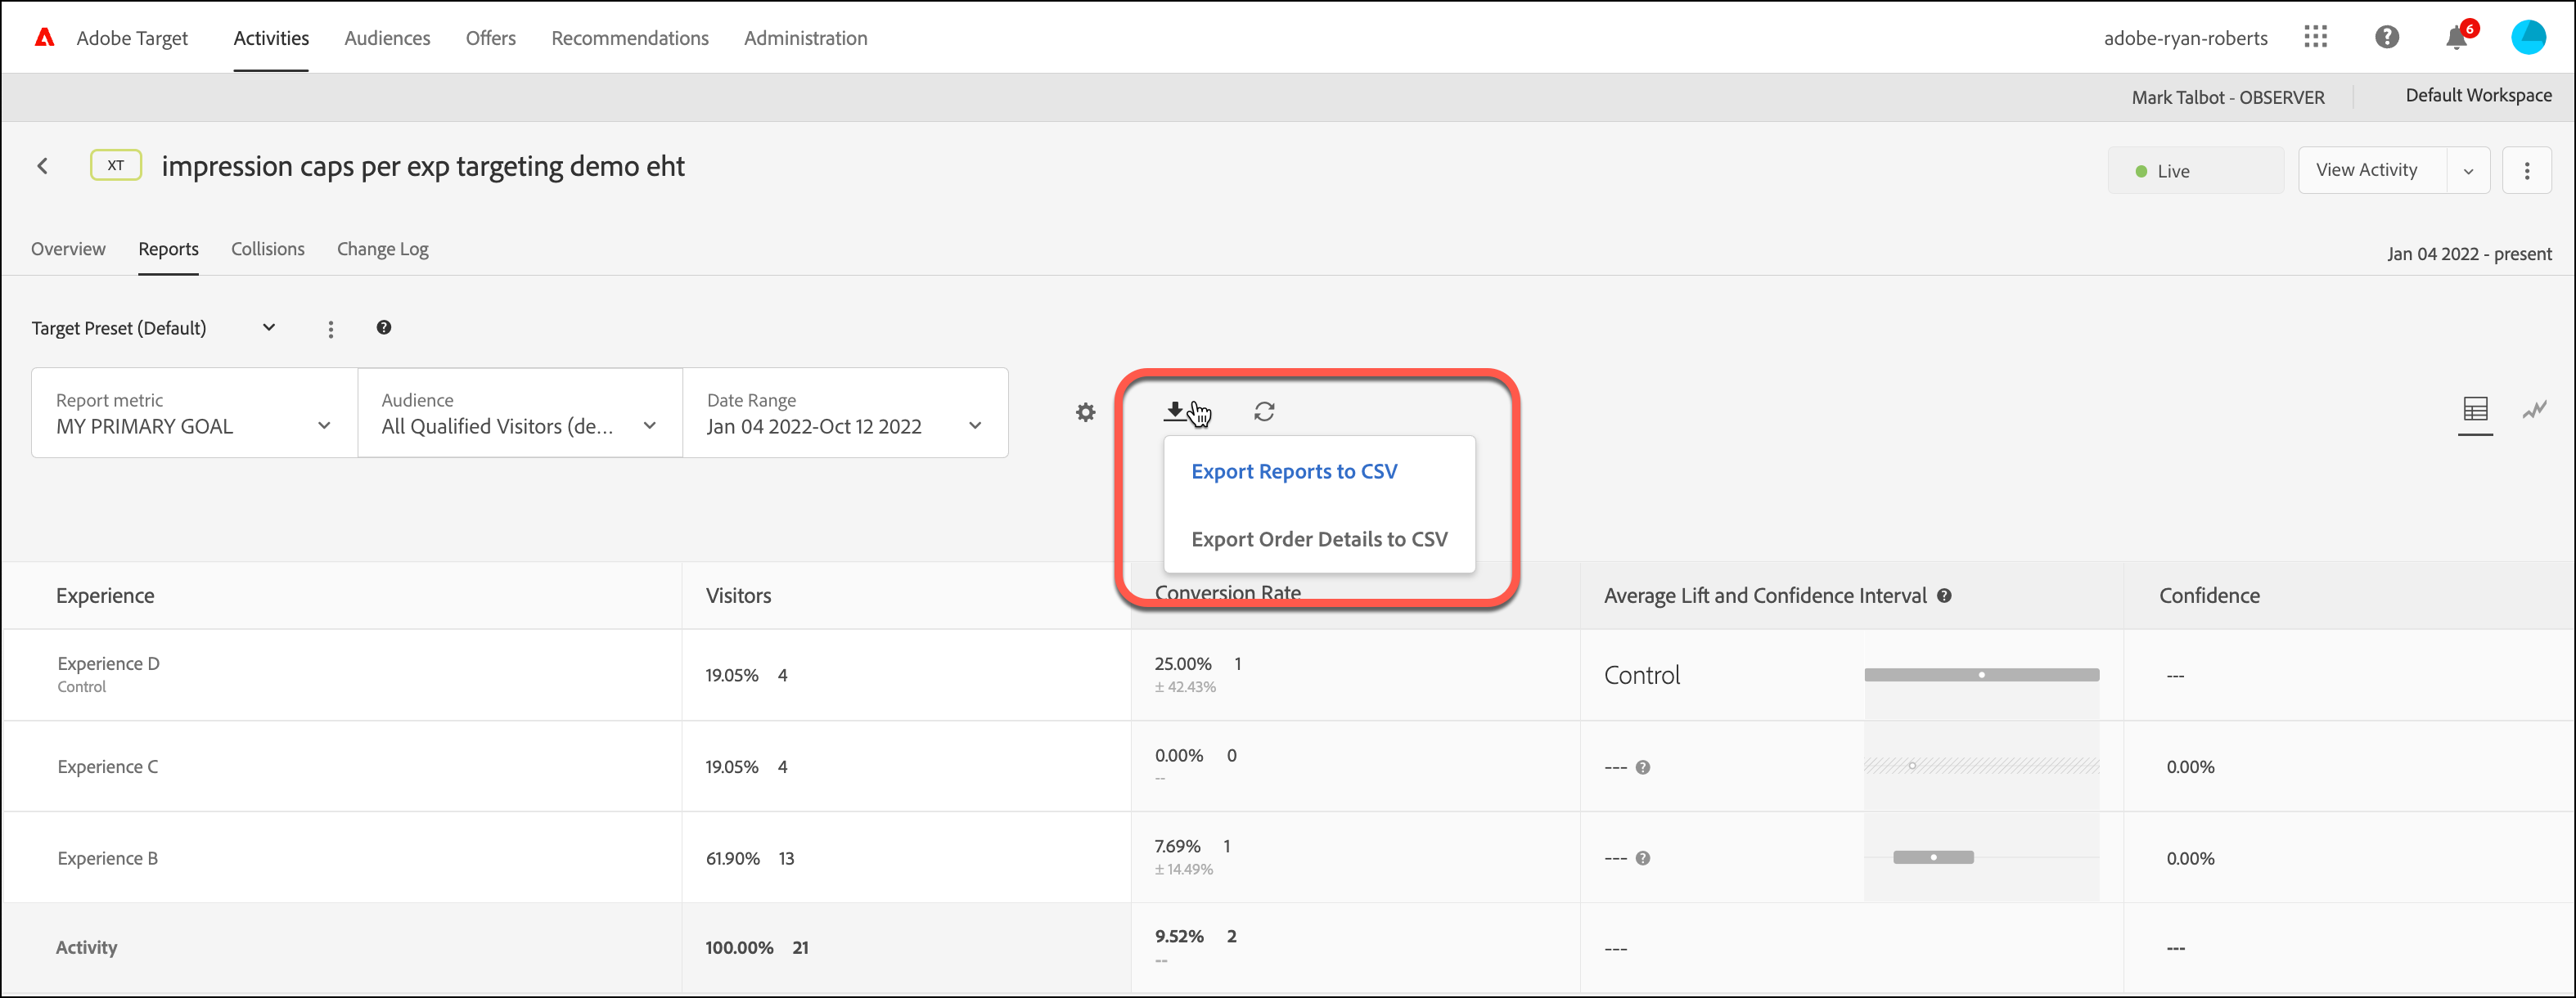 Adobe Target Activities Audiences Offers Recommendations Administration adobe-ryan-roberts 6
Mark Talbot - OBSERVER Default Workspace
XT impression caps per exp targeting demo eht Live View Activity
Overview Reports Collisions Change Log Jan 04 2022 - present
Target Preset (Default)
Report metric
MY PRIMARY GOAL
Audience
All Qualified Visitors (de...
Date Range
Jan 04 2022-Oct 12 2022
Export Reports to CSV
Export Order Details to CSV
Experience Visitors Conversion Rate Average Lift and Confidence Interval Confidence
Experience D
Control
19.05% 4
25.00% 1
± 42.43%
Control
---
Experience C
19.05% 4
0.00% 0
--
---
0.00%
Experience B
61.90% 13
7.69% 1
± 14.49%
---
0.00%
Activity
100.00% 21
9.52% 2
--
---
---